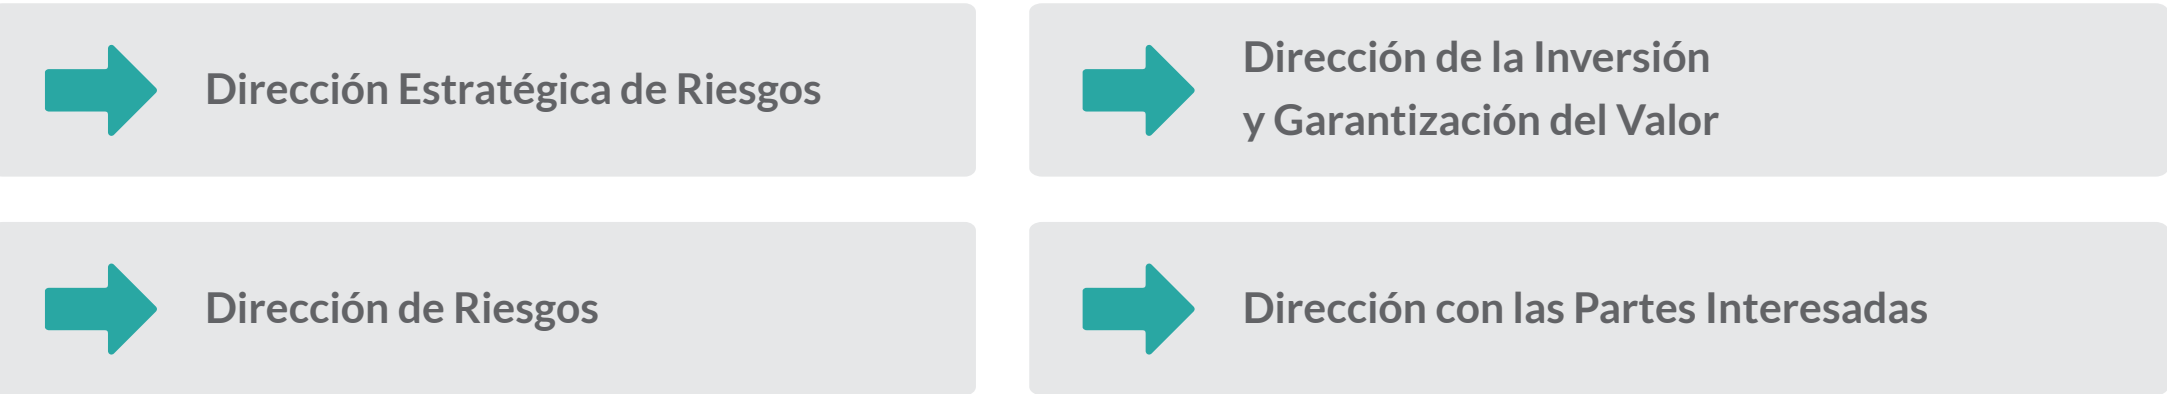 Dirección Estratégica de Riesgos
Dirección de la Inversión
y Garantización del Valor
Dirección de Riesgos
Dirección con las Partes Interesadas